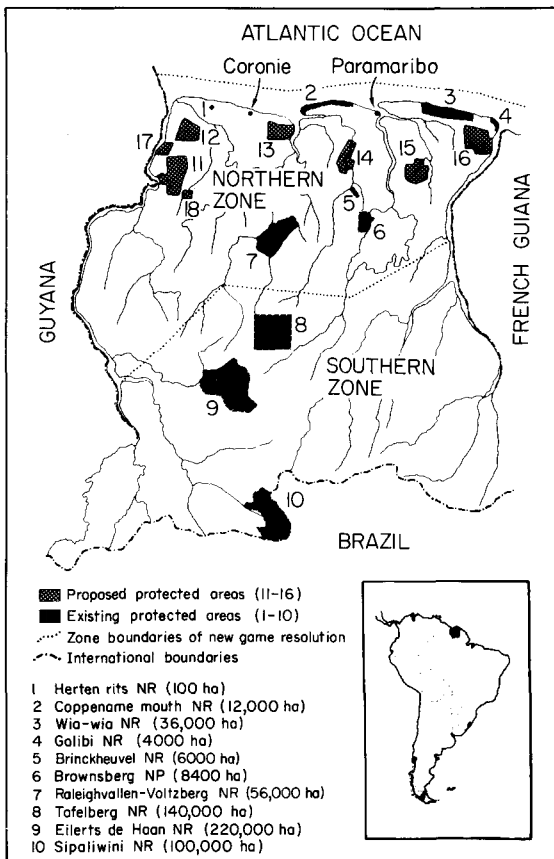 ATLANTIC OCEAN
Coronie
Paramaribo
1
2
3
4
17
12
13
14
15
16
11
18
5
6
NORTHERN
ZONE
7
GUYANA
FRENCH GUIANA
8
SOUTHERN
ZONE
9
10
BRAZIL
Proposed protected areas (11-16)
Existing protected areas (1-10)
Zone boundaries of new game resolution
International boundaries
1 Herten rits NR (100 ha)
2 Coppename mouth NR (12,000 ha)
3 Wia-wia NR (36,000 ha)
4 Galibi NR (4000 ha)
5 Brinckheuvel NR (6000 ha)
6 Brownsberg NP (8400 ha)
7 Raleighvallen-Voltzberg NR (56,000 ha)
8 Tafelberg NR (140,000 ha)
9 Eilerts de Haan NR (220,000 ha)
10 Sipaliwini NR (100,000 ha)